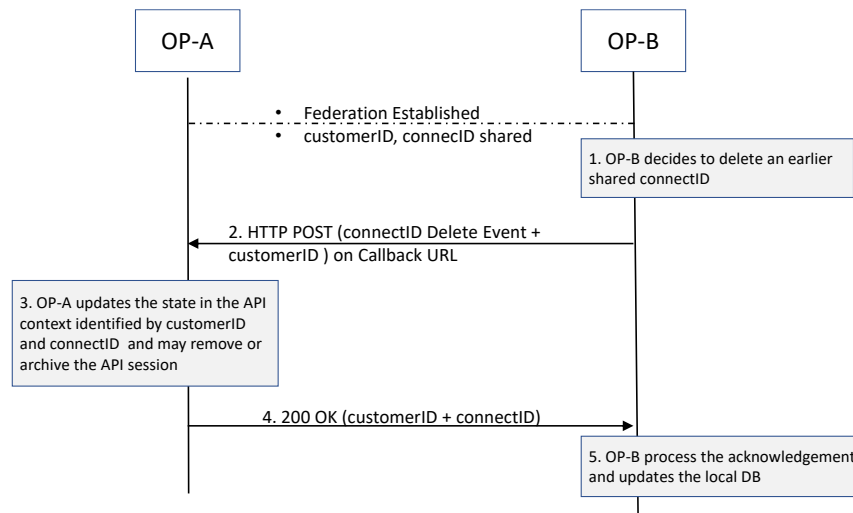 OP-A
OP-B
• Federation Established
• customerID, connecID shared
1. OP-B decides to delete an earlier
shared connectID
2. HTTP POST (connectID Delete Event +
customerID ) on Callback URL
3. OP-A updates the state in the API
context identified by customerID
and connectID  and may remove or
archive the API session
4. 200 OK (customerID + connectID)
5. OP-B process the acknowledgement
and updates the local DB